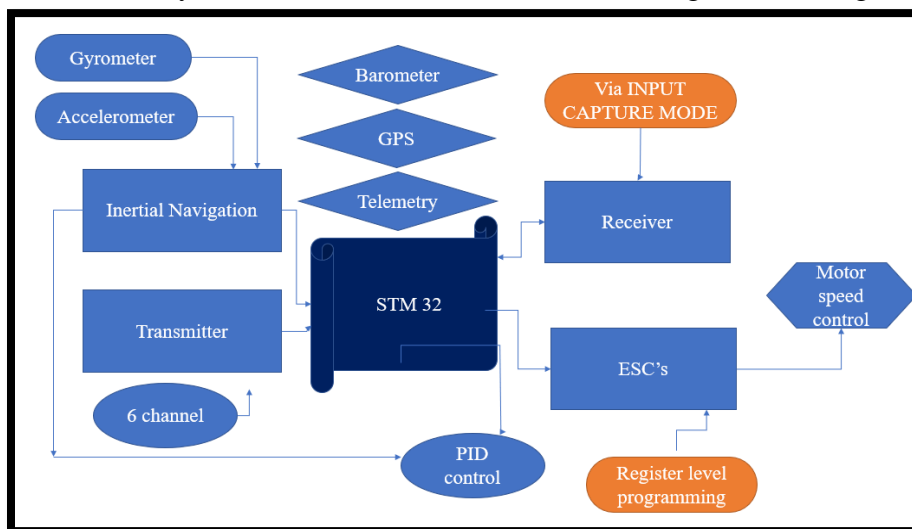 Gyrometer
Accelerometer
Barometer
GPS
Telemetry
Via INPUT
CAPTURE MODE
Inertial Navigation
Receiver
STM 32
Motor
speed
control
Transmitter
ESC's
6 channel
PID
control
Register level
programming